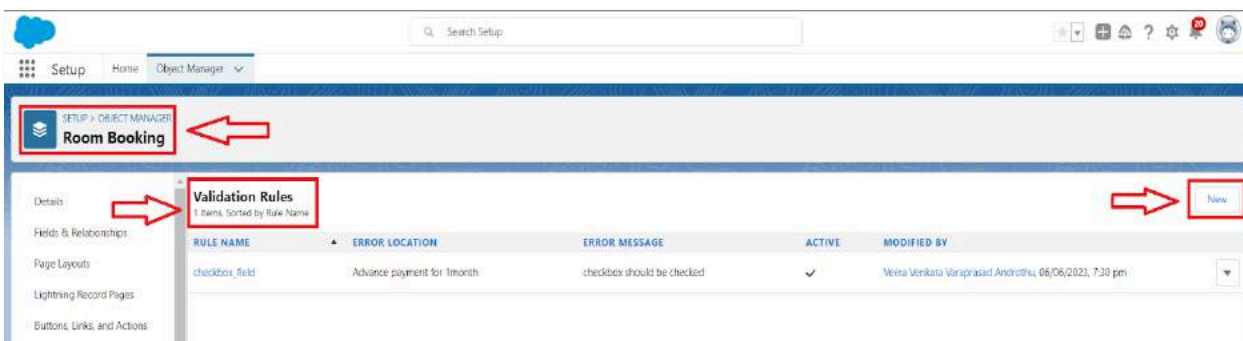 Search Setup
20
Setup Home Object Manager
SETUP > OBJECT MANAGER
Room Booking
Details
Fields & Relationships
Page Layouts
Lightning Record Pages
Buttons, Links, and Actions
Validation Rules
1 Items, Sorted by Rule Name
New
RULE NAME ERROR LOCATION ERROR MESSAGE ACTIVE MODIFIED BY
checkbox_field Advance payment for 1month checkbox should be checked Veera Venkata Varaprasad Androthu, 06/06/2023, 7:30 pm